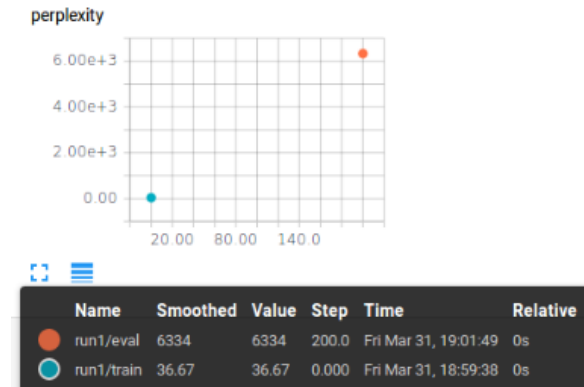 perplexity
6.00e+3
4.00e+3
2.00e+3
0.00
20.00 80.00 140.0
Name Smoothed Value Step Time Relative
run1/eval 6334 6334 200.0 Fri Mar 31, 19:01:49 0s
run1/train 36.67 36.67 0.000 Fri Mar 31, 18:59:38 0s